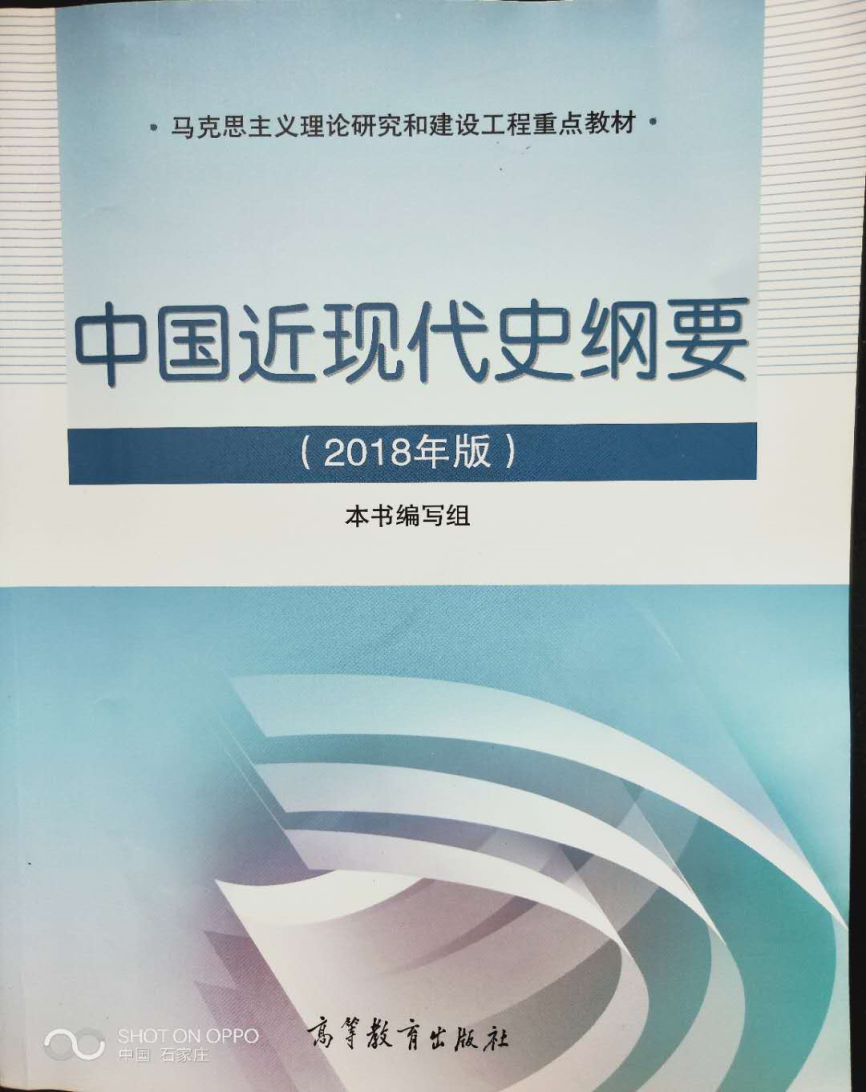 ·马克思主义理论研究和建设工程重点教材·
中国近现代史纲要
（2018年版）
本书编写组
高等教育出版社
SHOT ON OPPO
中国 石家庄